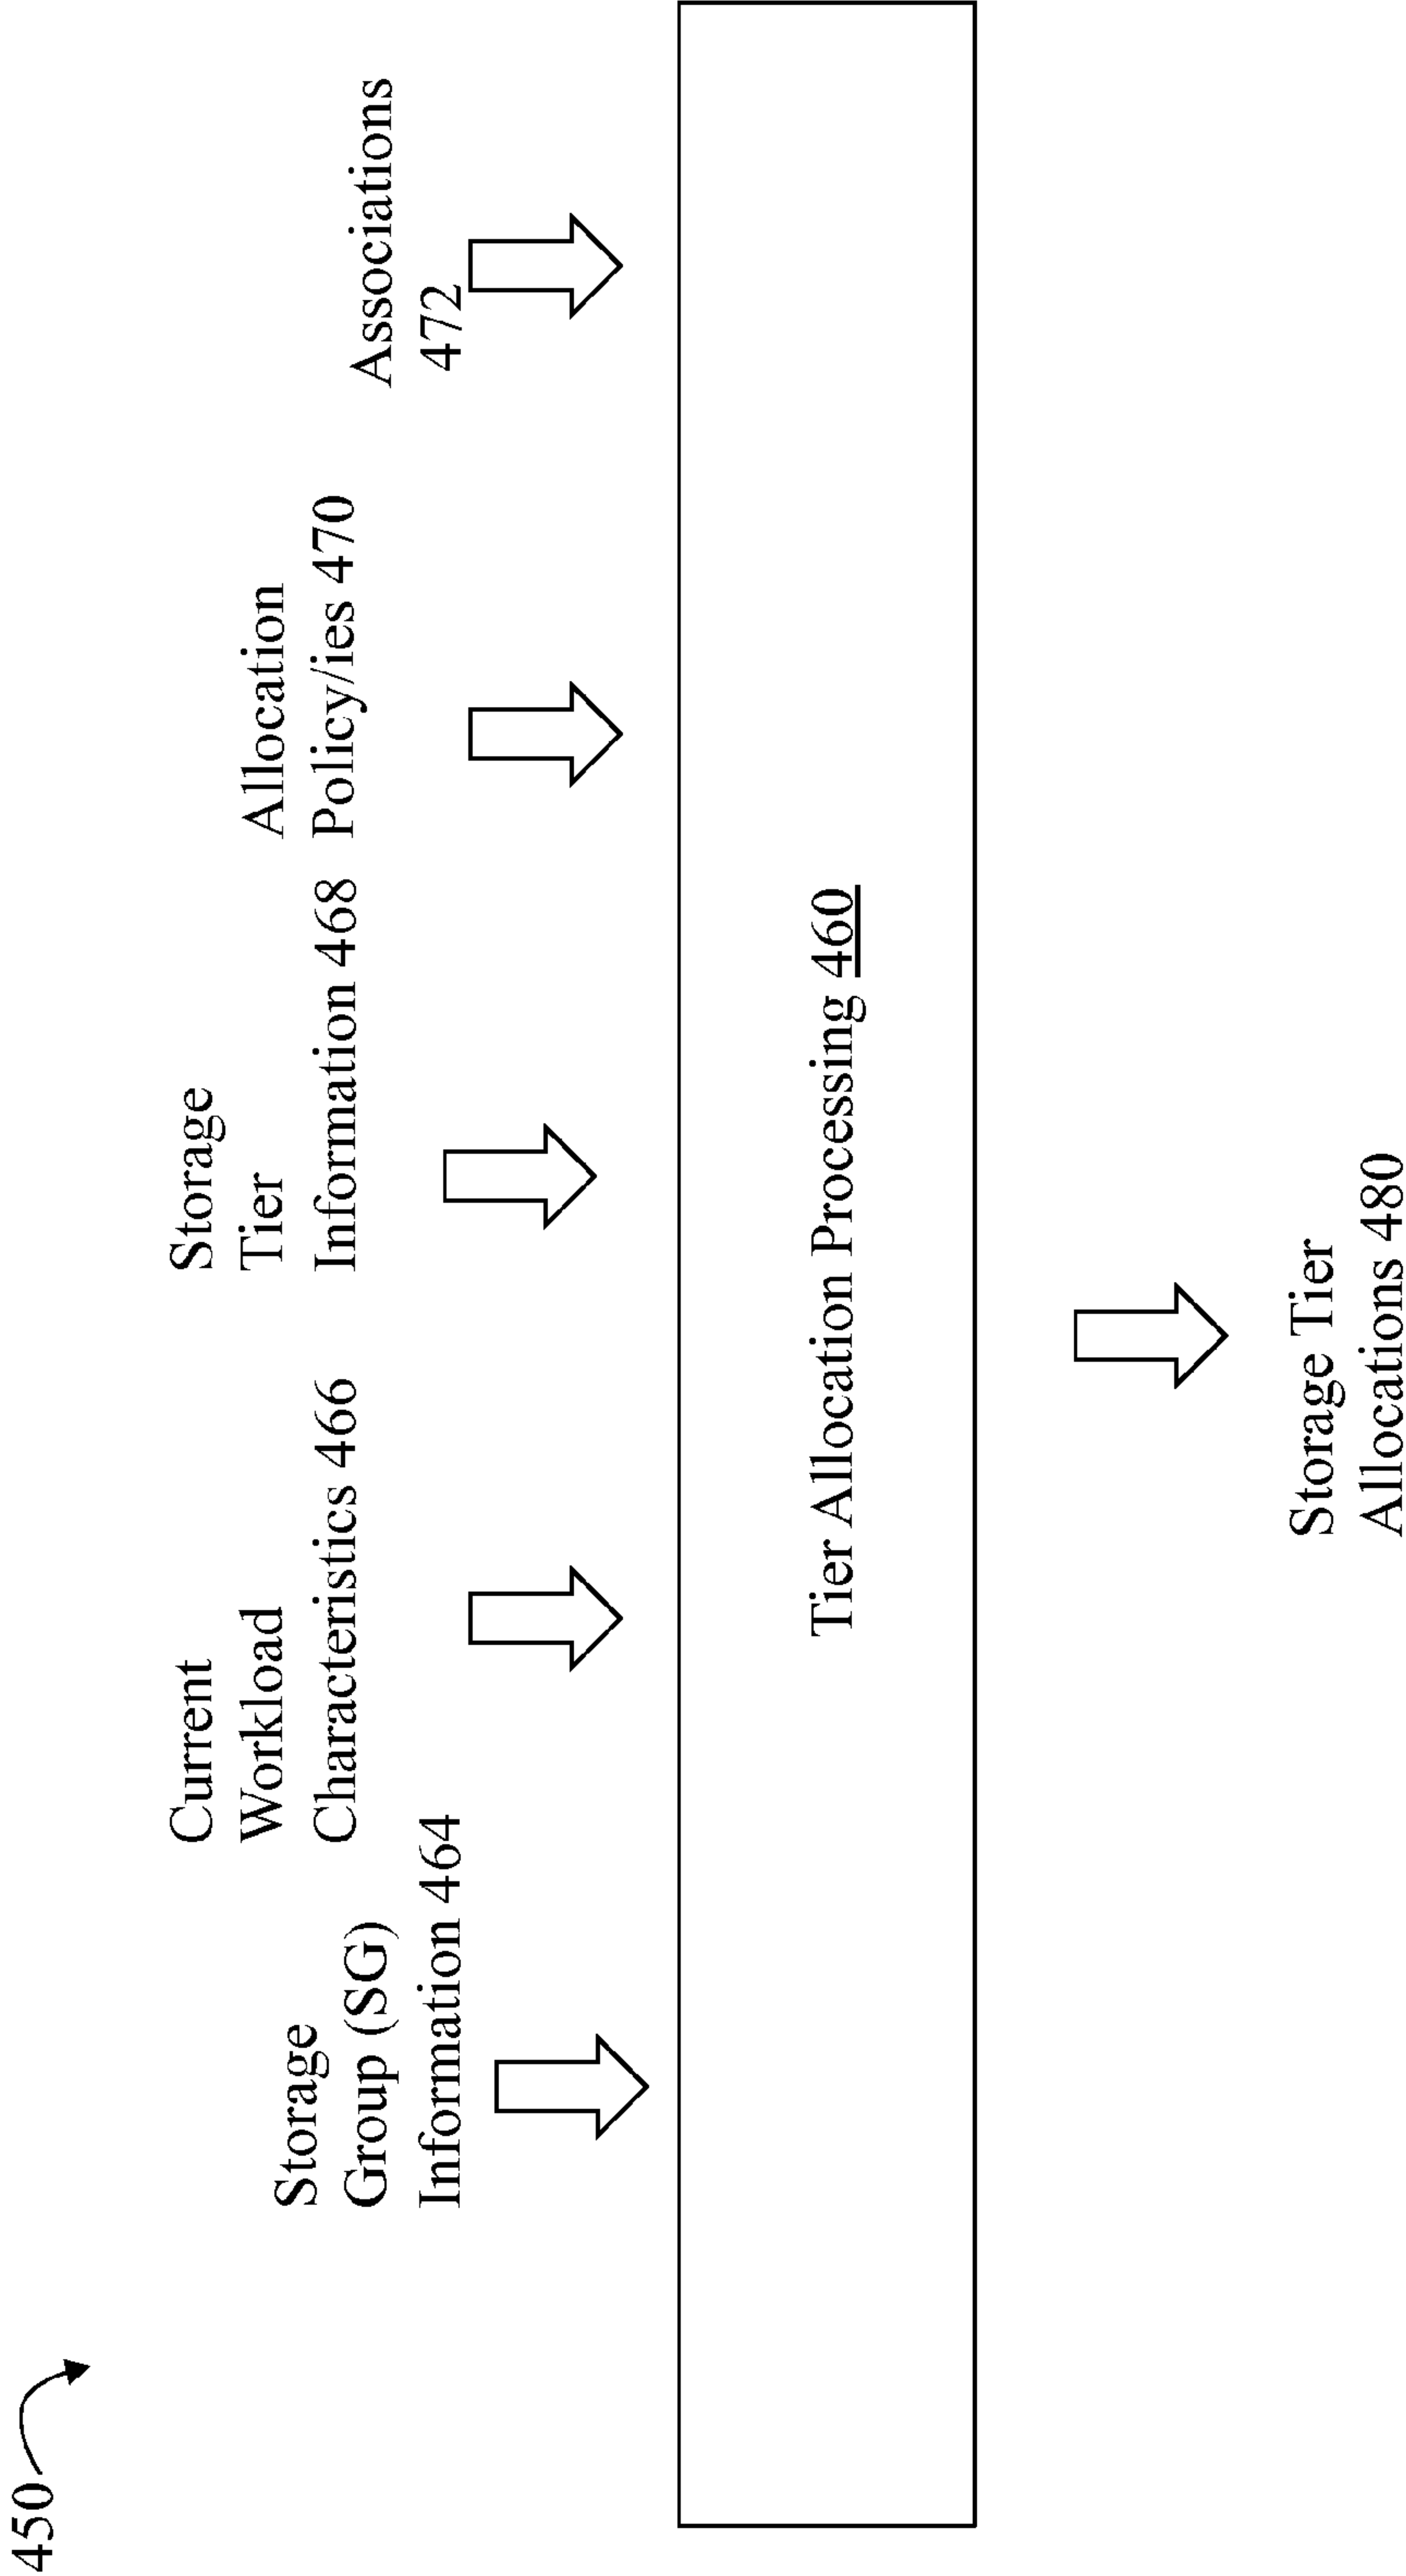 450
Storage
Group (SG)
Information 464
Current
Workload
Characteristics 466
Storage
Tier
Information 468
Allocation
Policy/ies 470
Associations
472
Tier Allocation Processing 460
Storage Tier
Allocations 480